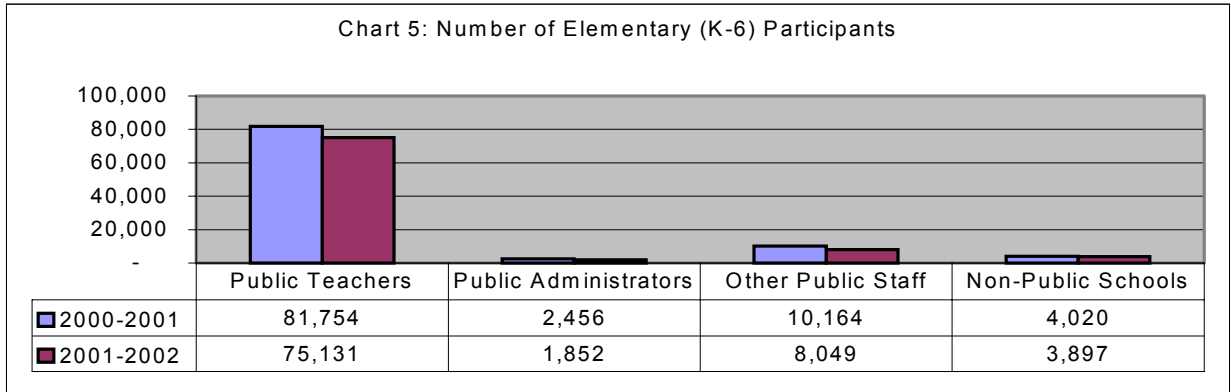 Chart 5: Number of Elementary (K-6) Participants
100,000
80,000
60,000
40,000
20,000
-
Public Teachers Public Administrators Other Public Staff Non-Public Schools
2000-2001 81,754 2,456 10,164 4,020
2001-2002 75,131 1,852 8,049 3,897